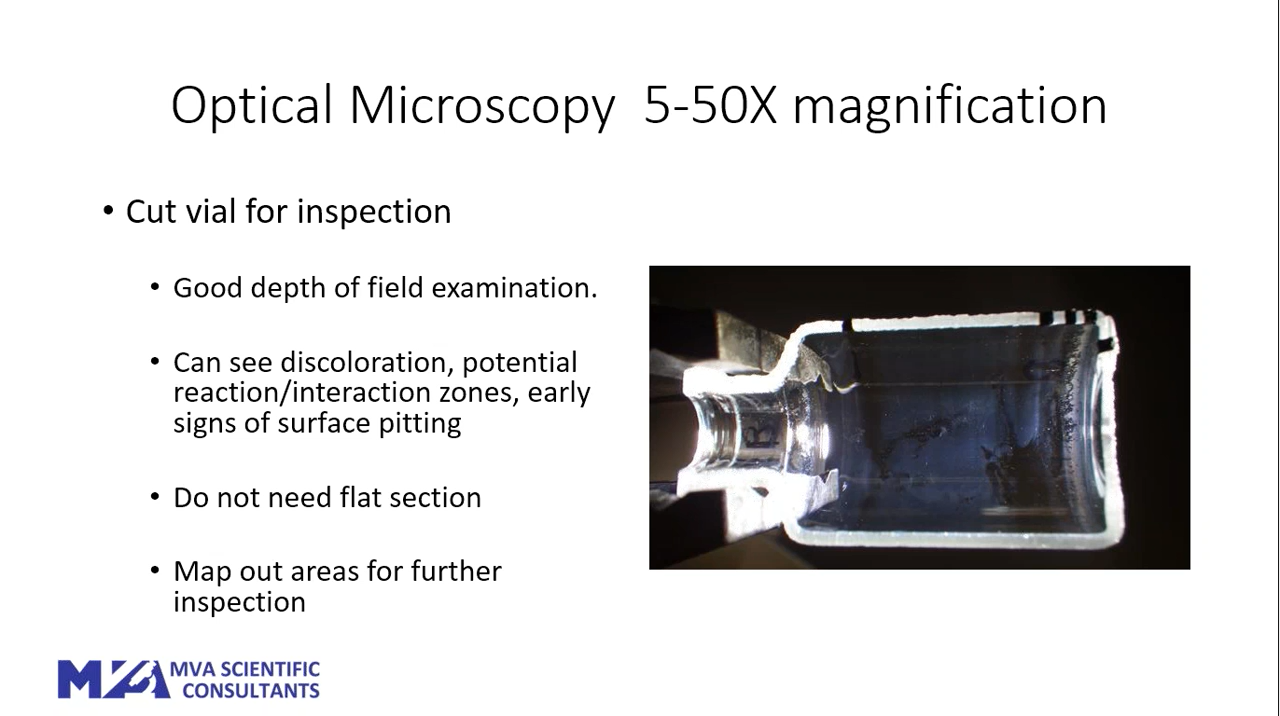 Optical Microscopy 5-50X magnification
• Cut vial for inspection
• Good depth of field examination.
• Can see discoloration, potential
reaction/interaction zones, early
signs of surface pitting
• Do not need flat section
• Map out areas for further
inspection
MVA MVA SCIENTIFIC
CONSULTANTS